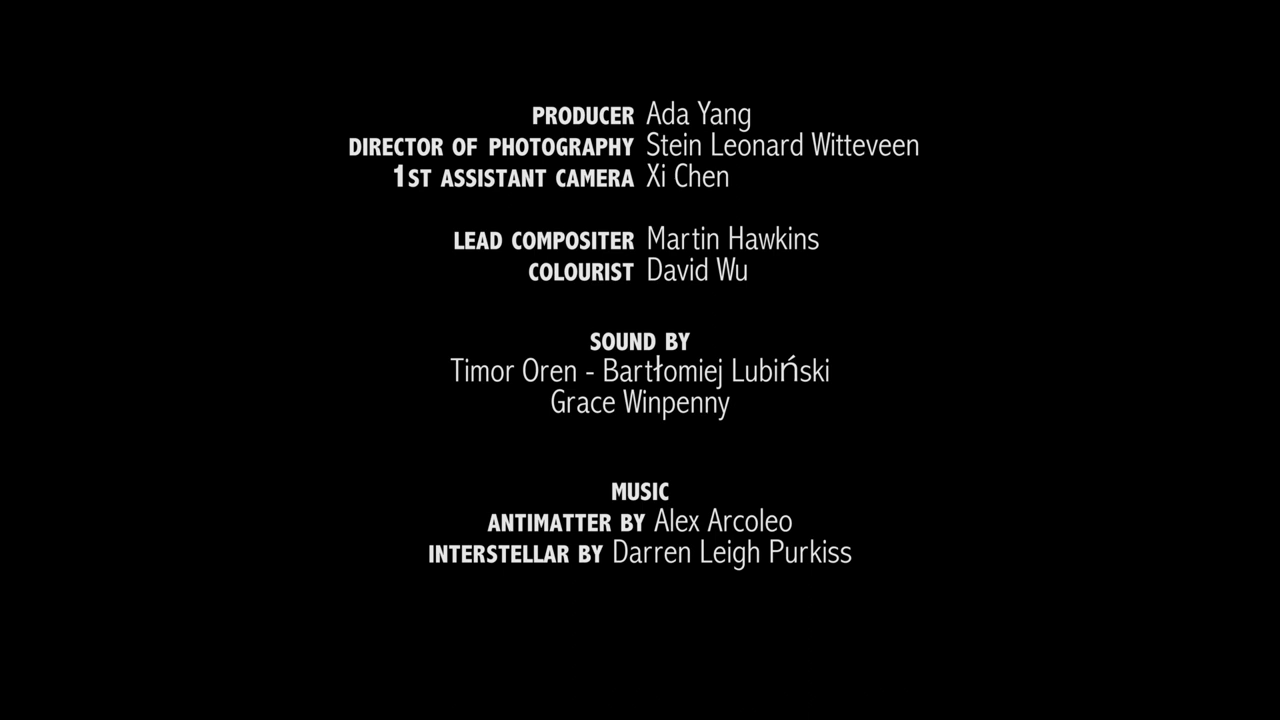 PRODUCER Ada Yang
DIRECTOR OF PHOTOGRAPHY Stein Leonard Witteveen
1ST ASSISTANT CAMERA Xi Chen
LEAD COMPOSITER Martin Hawkins
COLOURIST David Wu
SOUND BY
Timor Oren - Bartłomiej Lubiński
Grace Winpenny
MUSIC
ANTIMATTER BY Alex Arcoleo
INTERSTELLAR BY Darren Leigh Purkiss